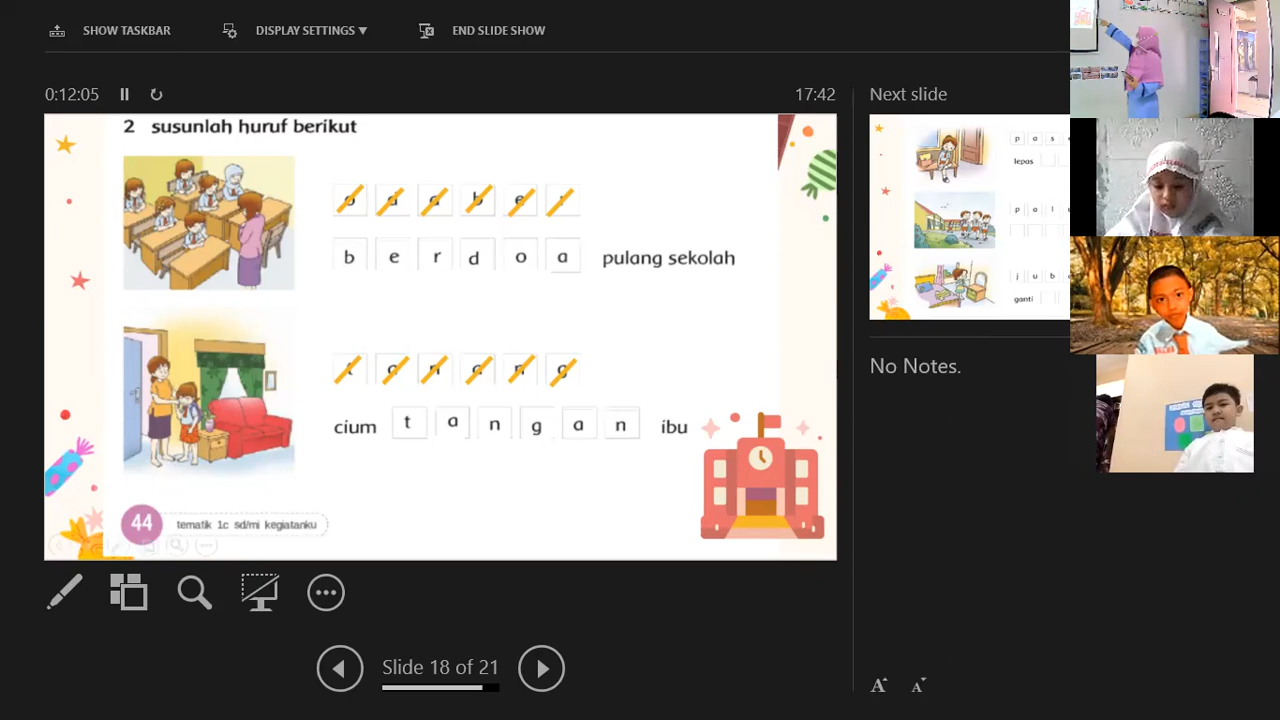 SHOW TASKBAR DISPLAY SETTINGS ▼ END SLIDE SHOW
0:12:05 17:42 Next slide
2 susunlah huruf berikut
b e r d o a pulang sekolah
t a n g a n
cium t a n g a n ibu
44 tematik 1c sd/mi kegiatanku
p a s
lepas
p a l u
j u b
ganti
No Notes.
Slide 18 of 21
A A